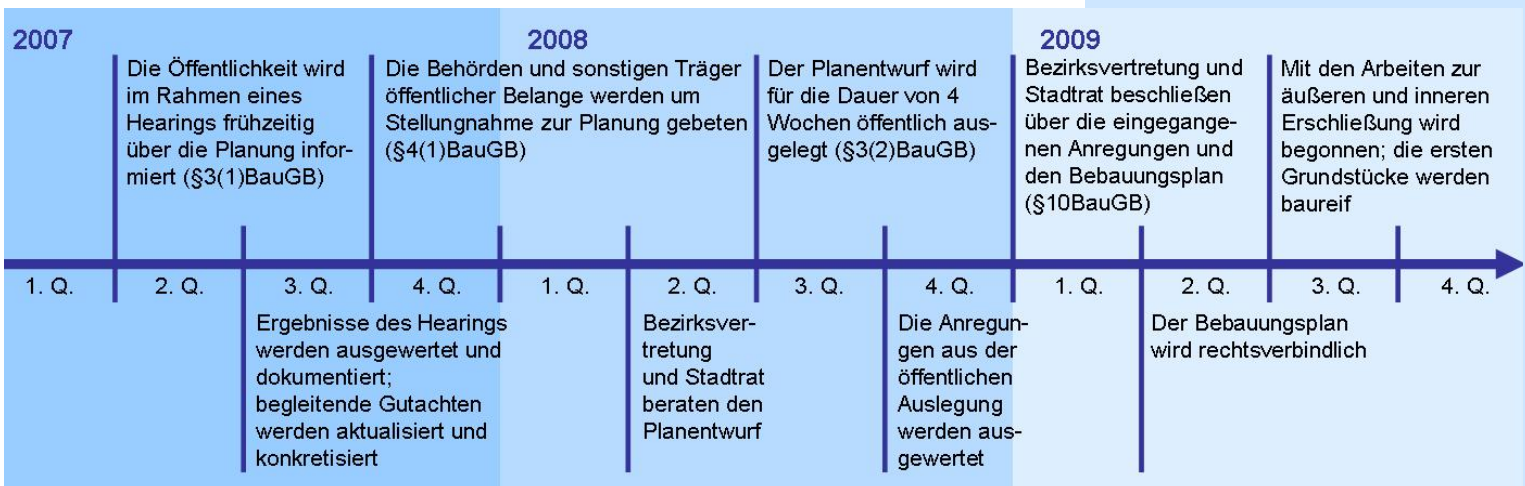 2007
2008
2009
Die Öffentlichkeit wird
im Rahmen eines
Hearings frühzeitig
über die Planung infor-
miert (§3(1)BauGB)
Die Behörden und sonstigen Träger
öffentlicher Belange werden um
Stellungnahme zur Planung gebeten
(§4(1)BauGB)
Der Planentwurf wird
für die Dauer von 4
Wochen öffentlich aus-
gelegt (§3(2)BauGB)
Bezirksvertretung und
Stadtrat beschließen
über die eingegange-
nen Anregungen und
den Bebauungsplan
(§10BauGB)
Mit den Arbeiten zur
äußeren und inneren
Erschließung wird
begonnen; die ersten
Grundstücke werden
baureif
1. Q.
2. Q.
3. Q.
4. Q.
1. Q.
2. Q.
3. Q.
4. Q.
1. Q.
2. Q.
3. Q.
4. Q.
Ergebnisse des Hearings
werden ausgewertet und
dokumentiert;
begleitende Gutachten
werden aktualisiert und
konkretisiert
Bezirksver-
tretung
und Stadtrat
beraten den
Planentwurf
Die Anregun-
gen aus der
öffentlichen
Auslegung
werden aus-
gewertet
Der Bebauungsplan
wird rechtsverbindlich